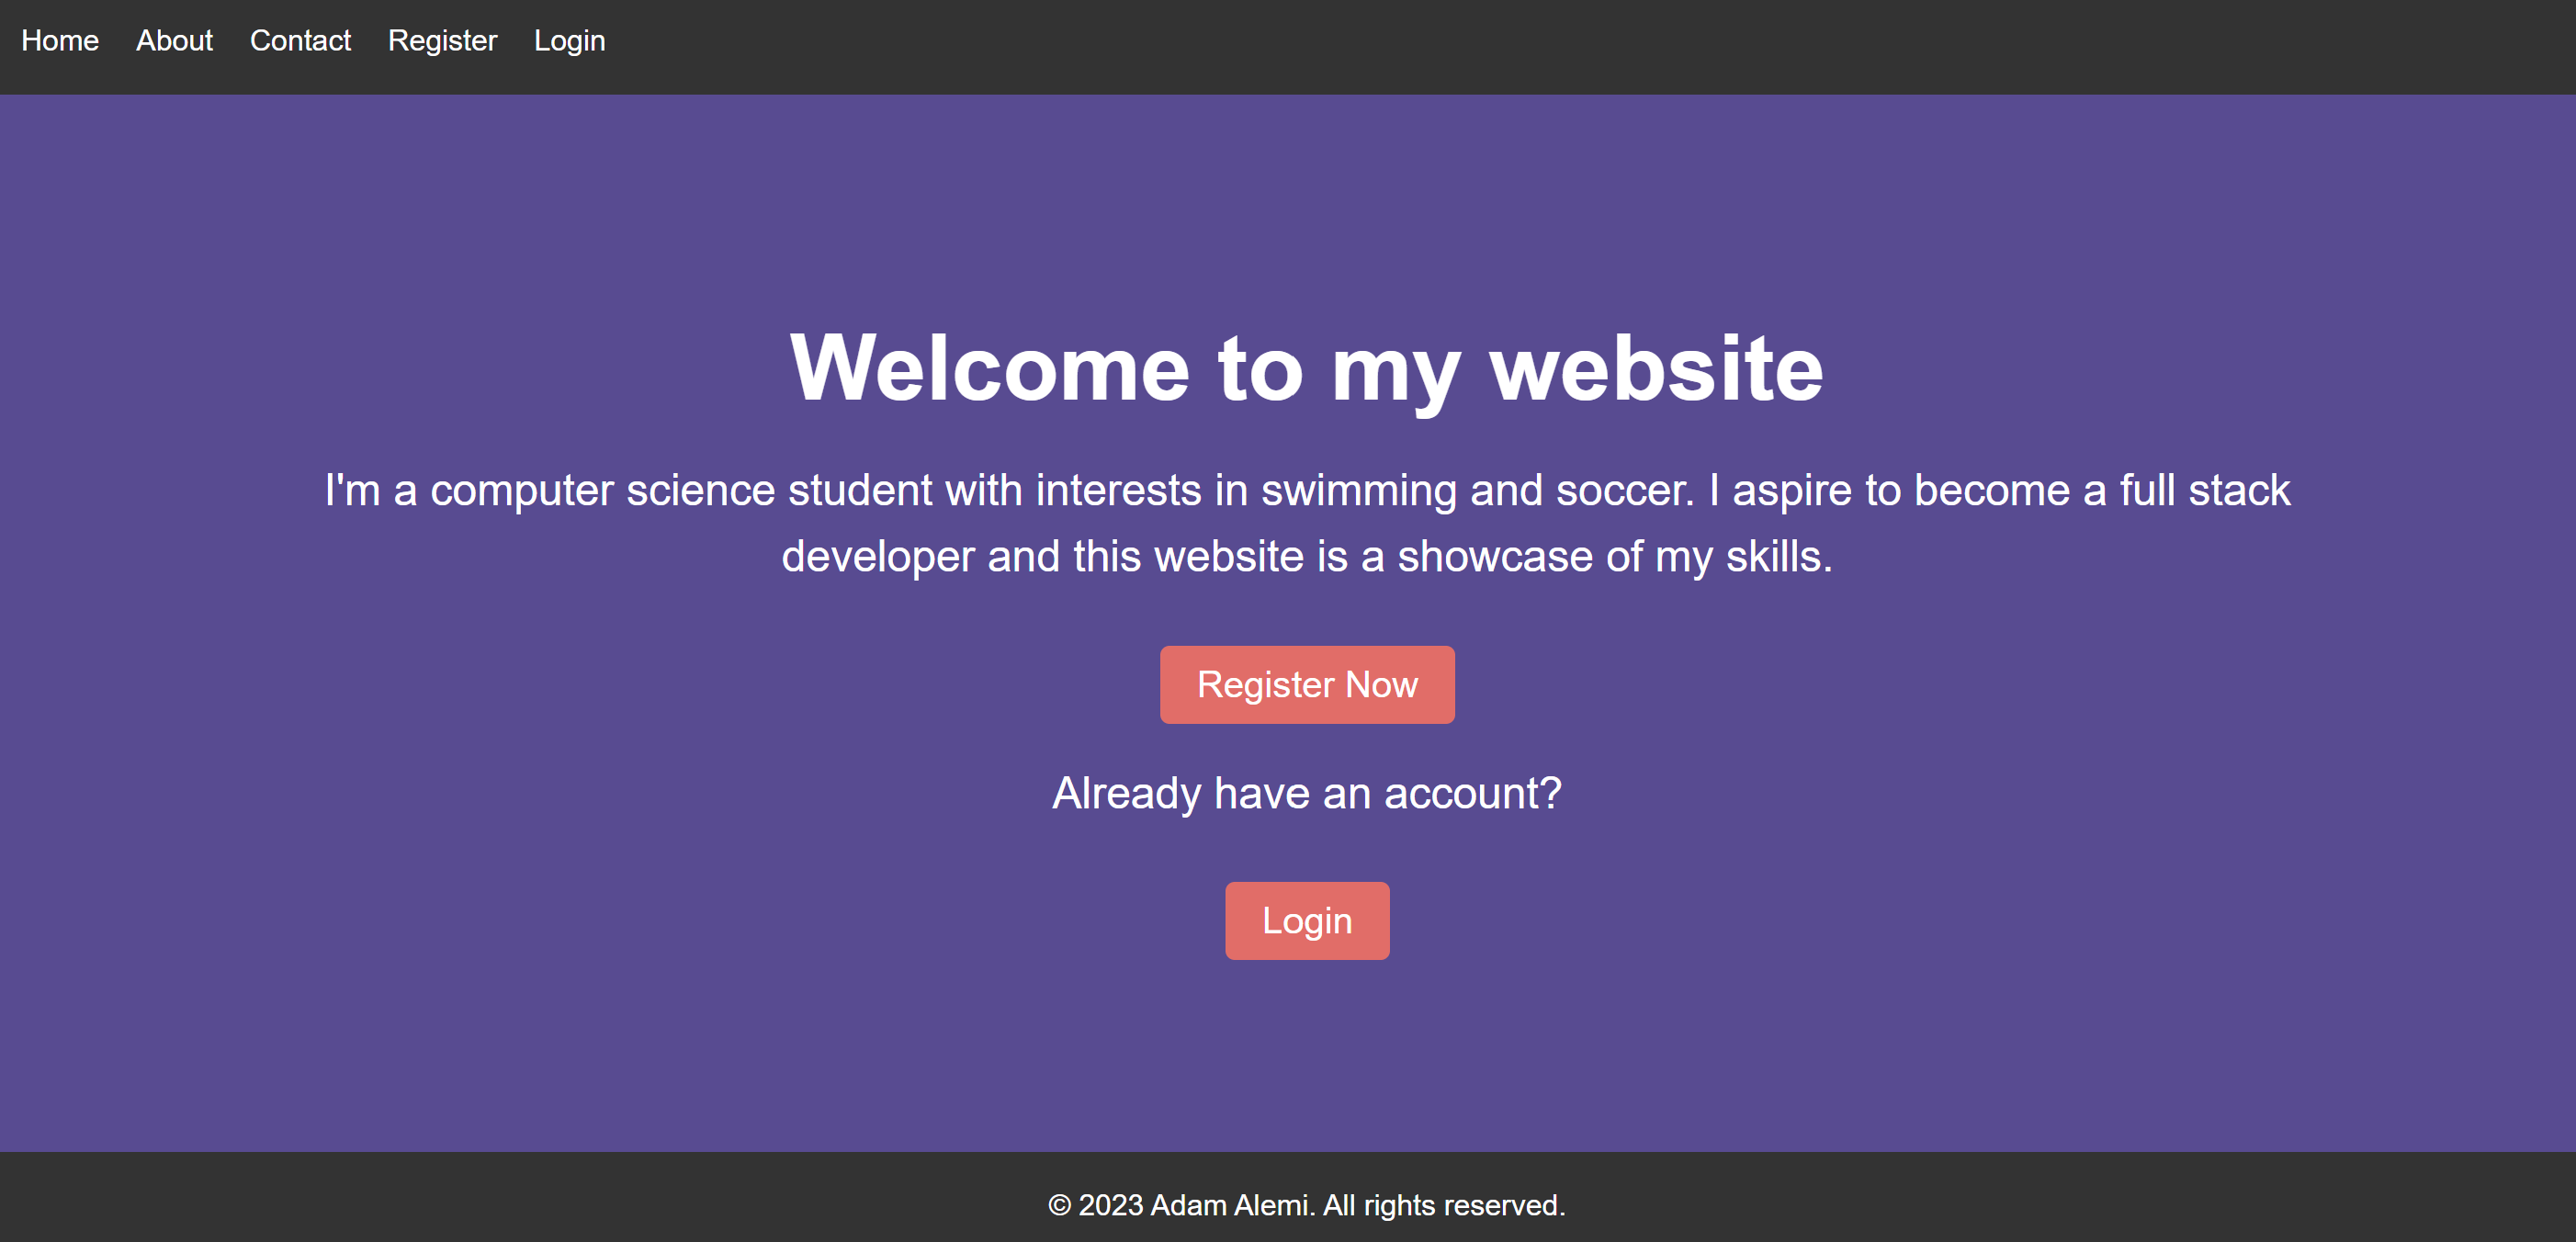 Home About Contact Register Login
Welcome to my website
I'm a computer science student with interests in swimming and soccer. I aspire to become a full stack
developer and this website is a showcase of my skills.
Register Now
Already have an account?
Login
© 2023 Adam Alemi. All rights reserved.